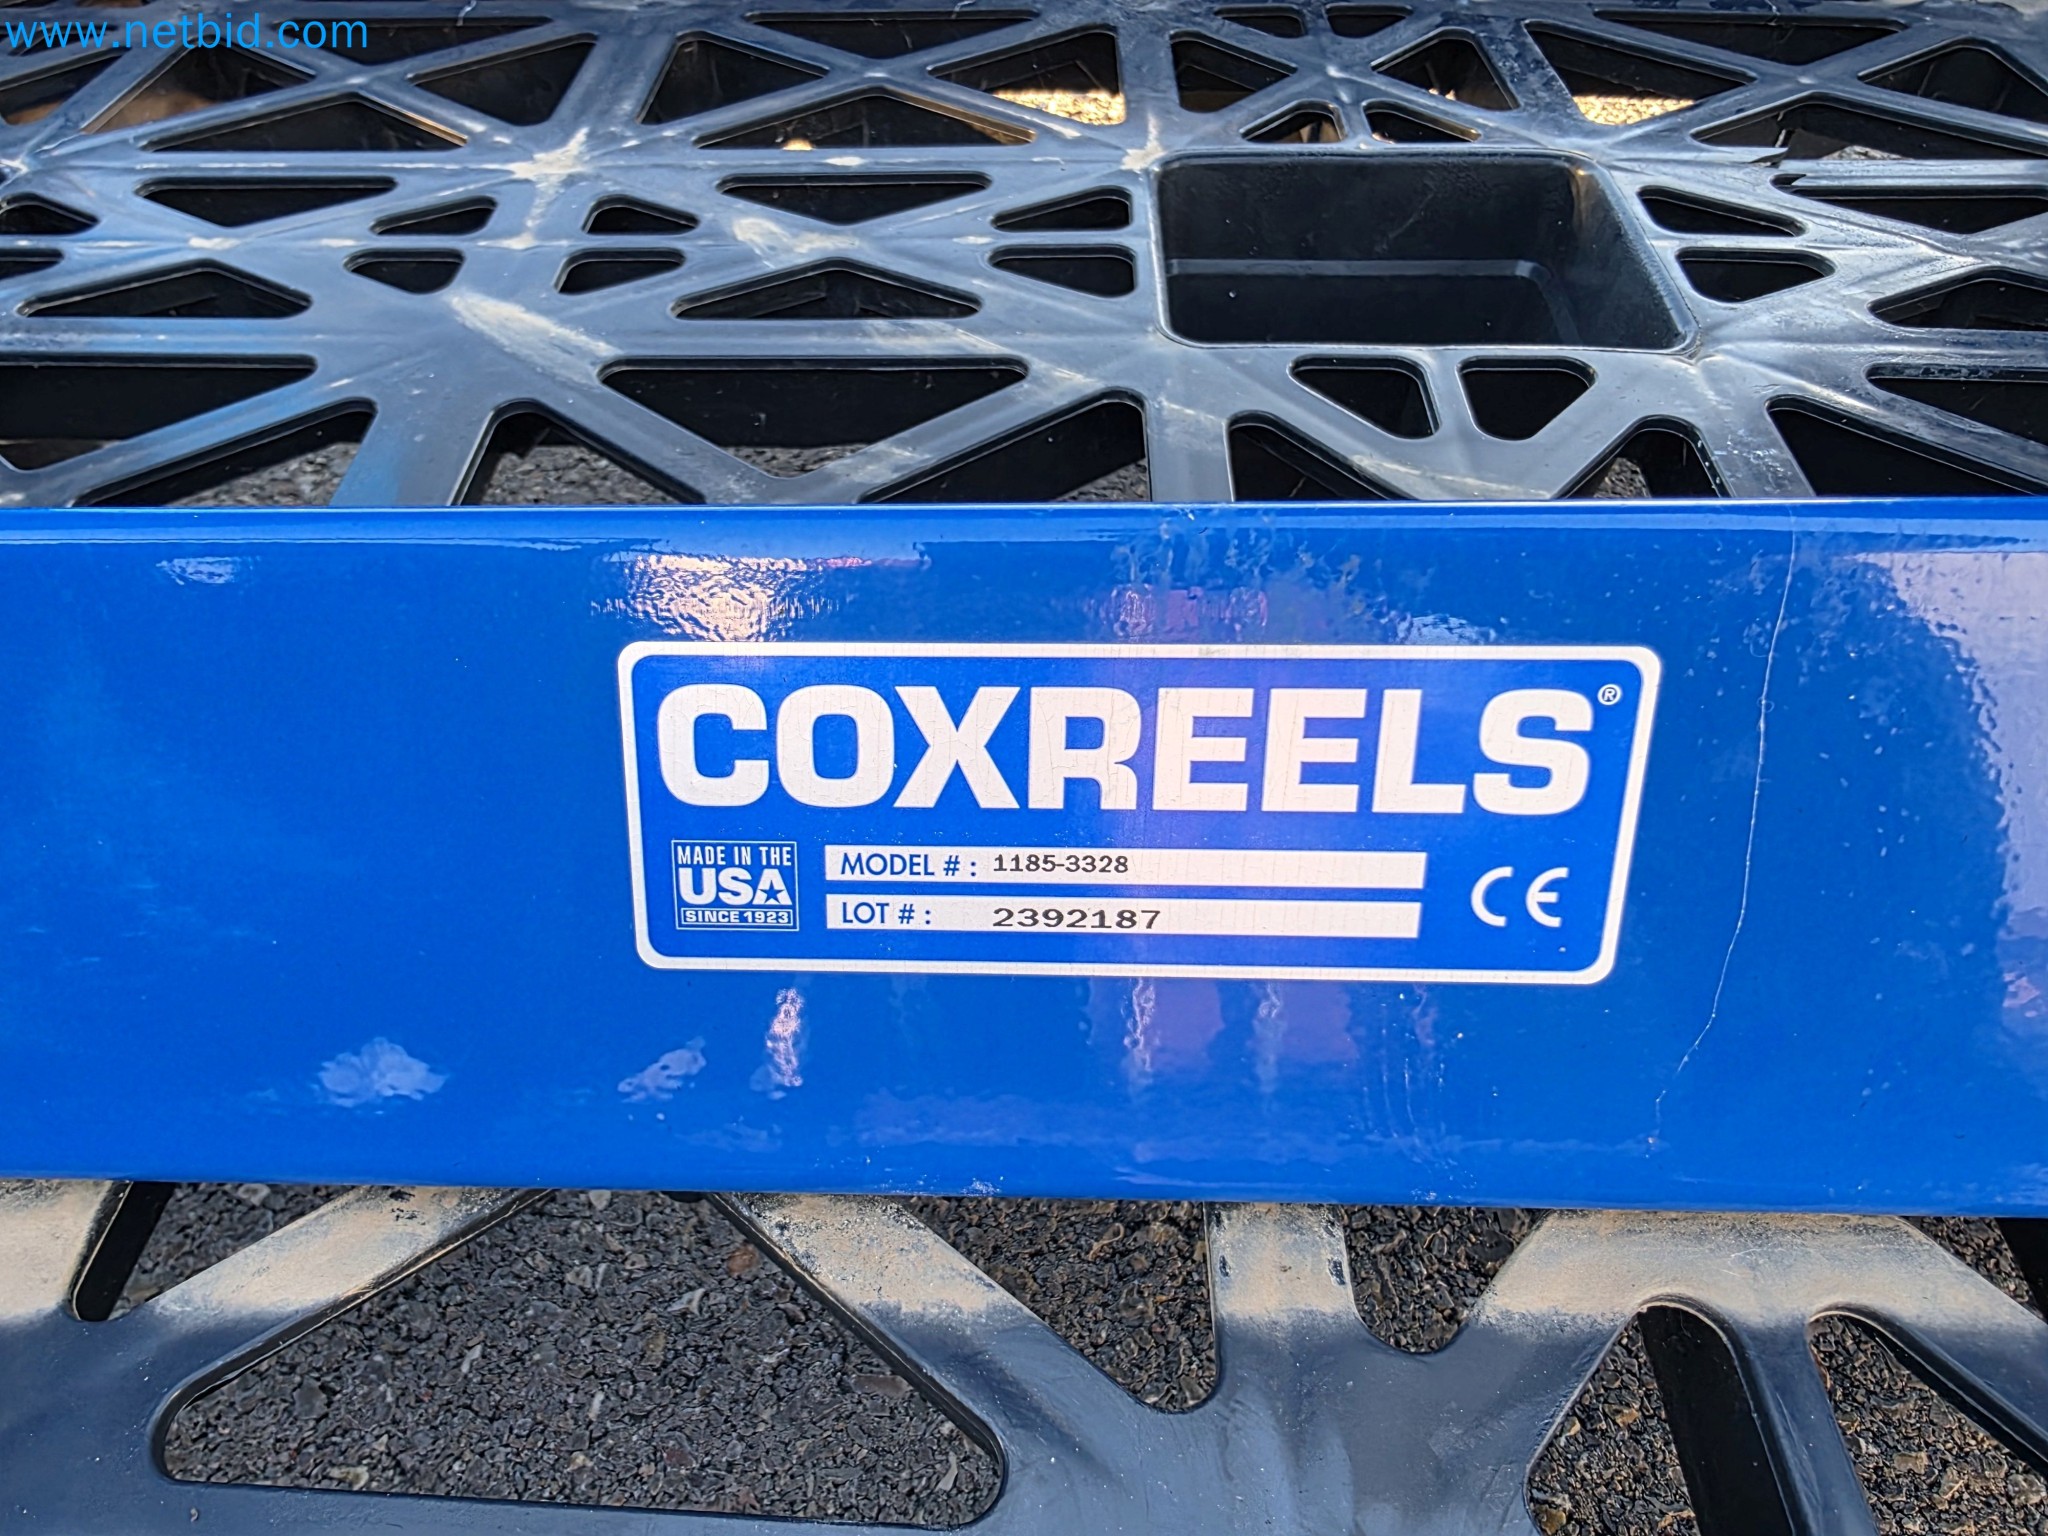 www.netbid.com
COXREELS®
MADE IN THE
USA
SINCE 1923
MODEL # : 1185-3328
LOT # : 2392187
CE